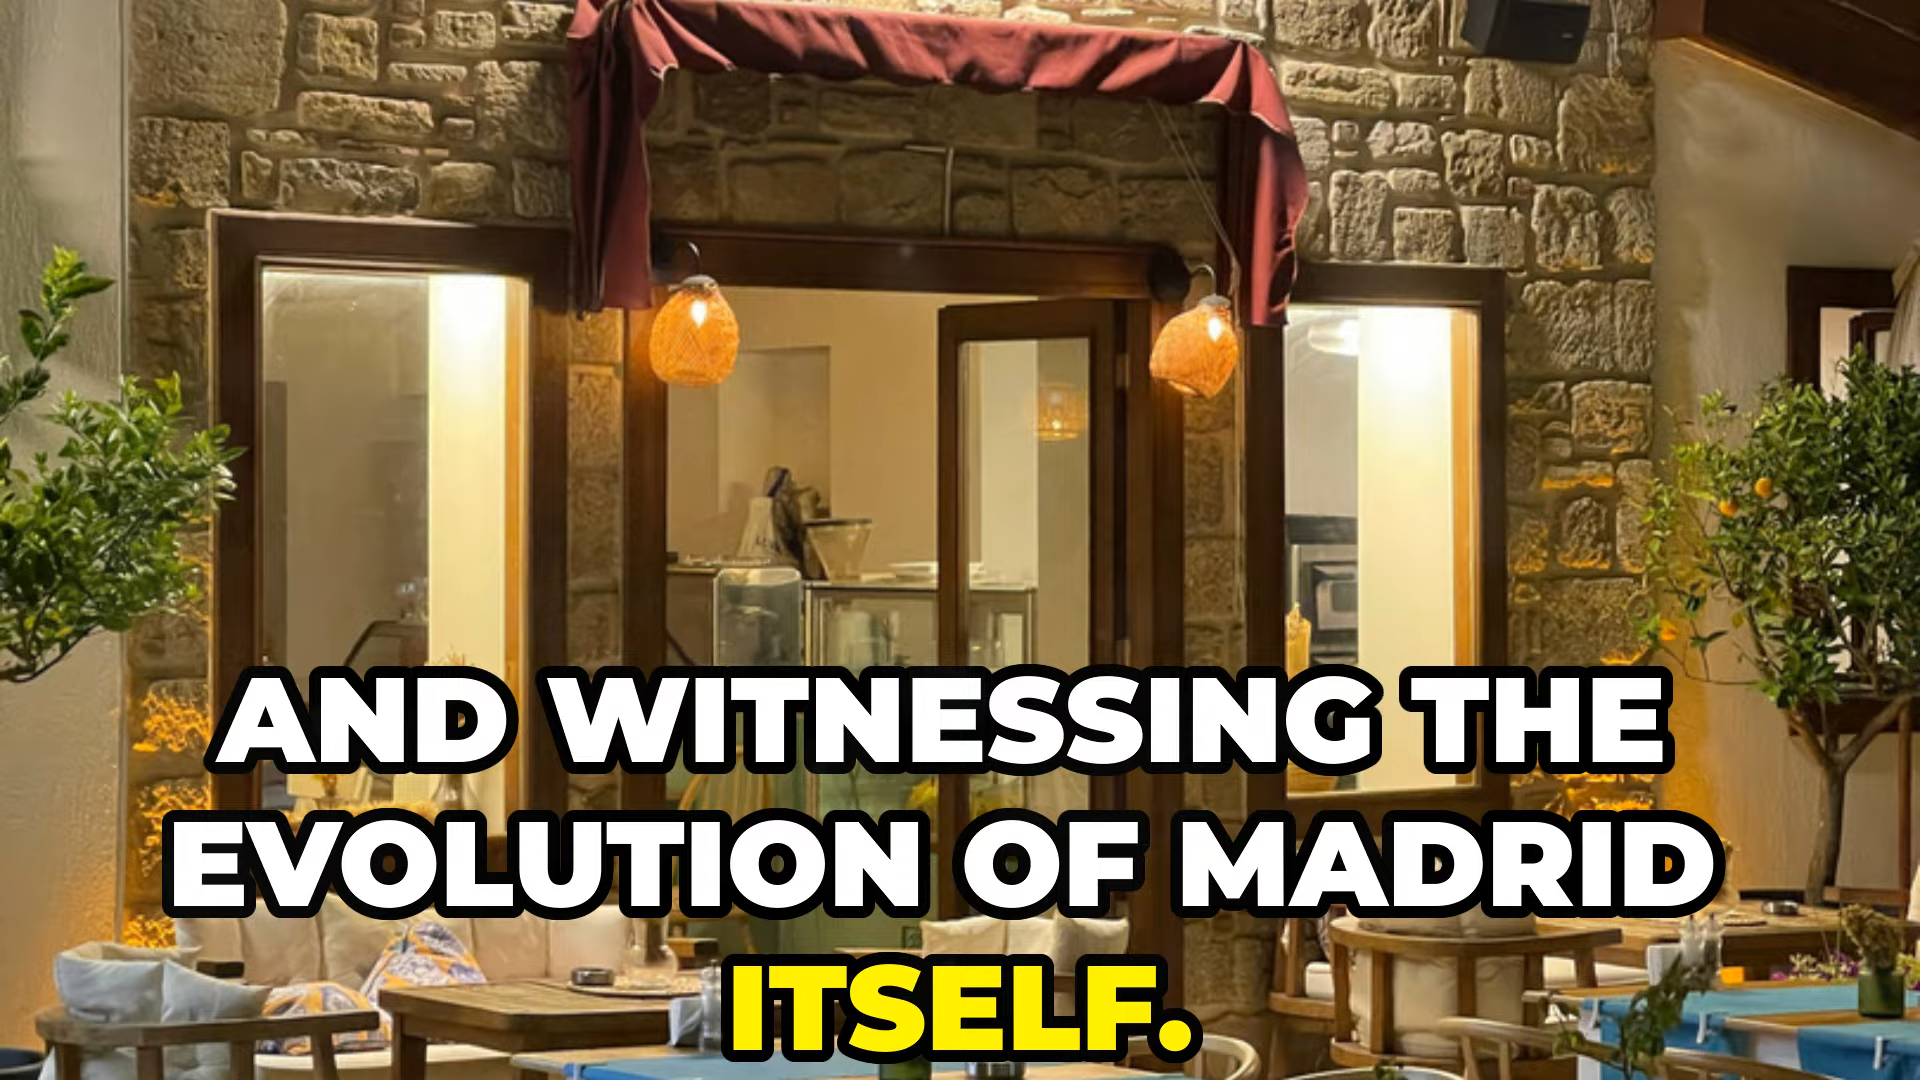 AND WITNESSING THE
EVOLUTION OF MADRID
ITSELF.